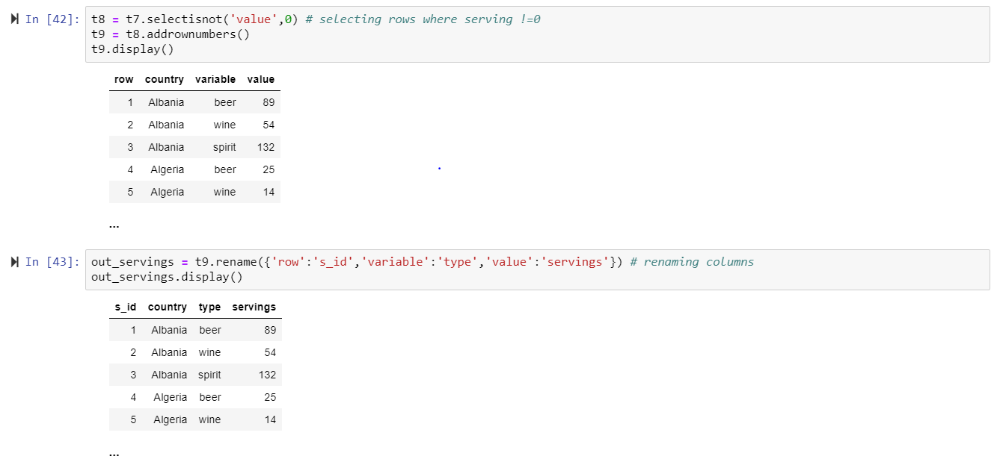 In [42]: t8 = t7.selectisnot('value',0) # selecting rows where serving !=0
t9 = t8.addrownumbers()
t9.display()
row country variable value
1 Albania beer 89
2 Albania wine 54
3 Albania spirit 132
4 Algeria beer 25
5 Algeria wine 14
...
In [43]: out_servings = t9.rename({'row':'s_id','variable':'type','value':'servings'}) # renaming columns
out_servings.display()
s_id country type servings
1 Albania beer 89
2 Albania wine 54
3 Albania spirit 132
4 Algeria beer 25
5 Algeria wine 14
...